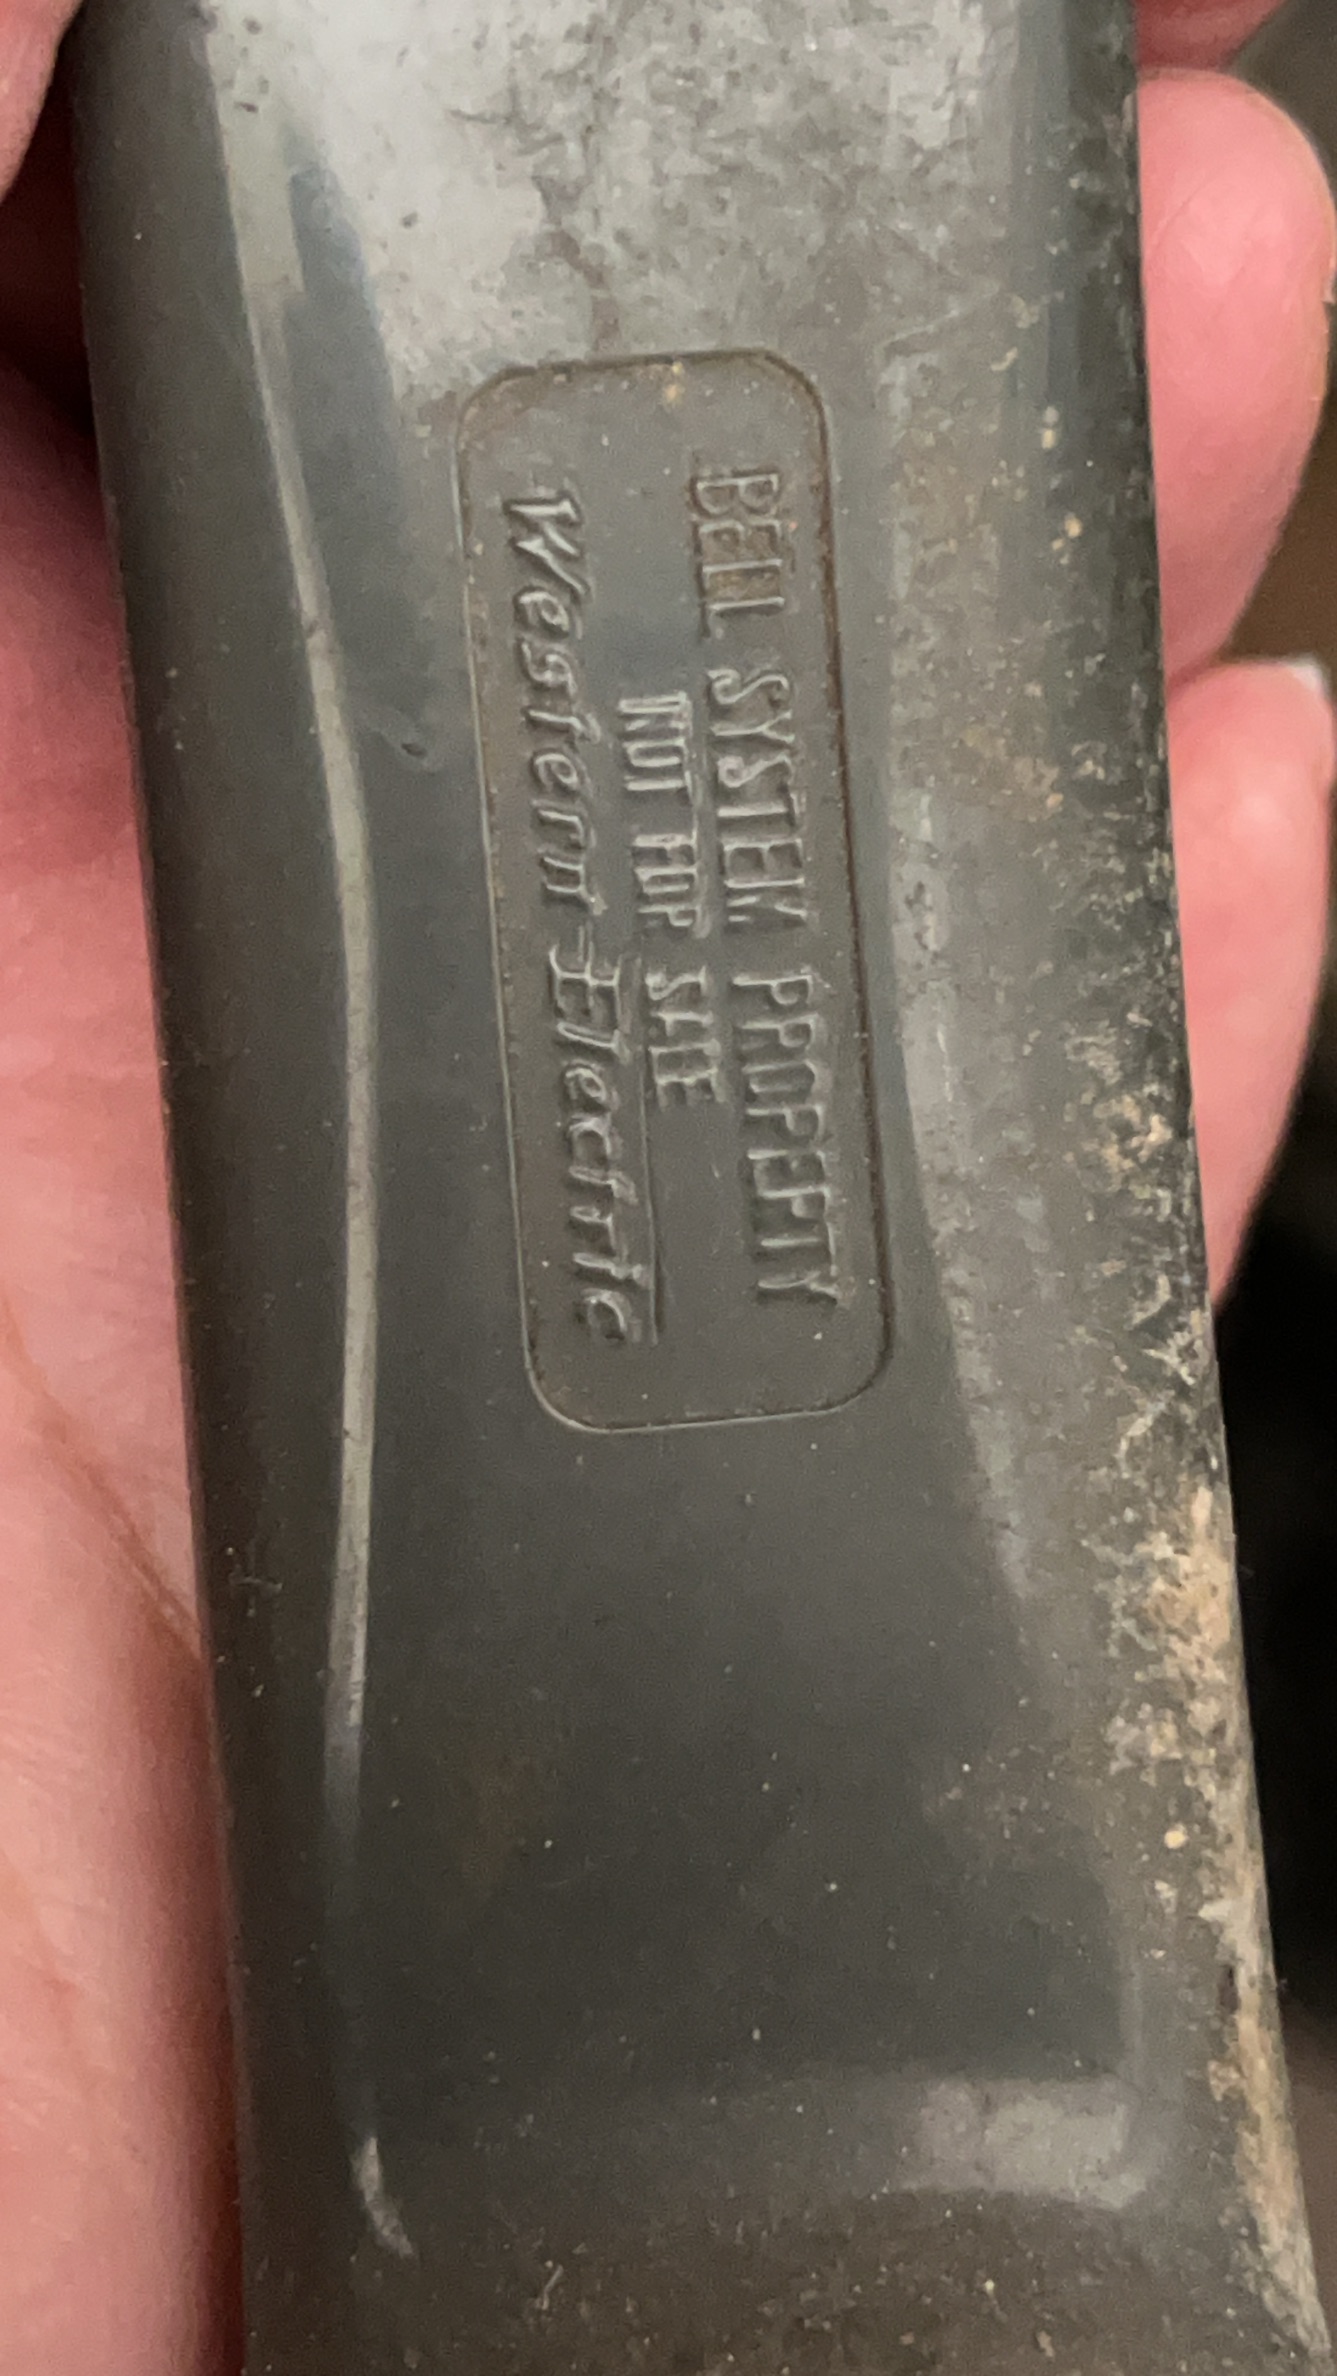 BELL SYSTEM PROPERTY
NOT FOR SALE
Western Electric